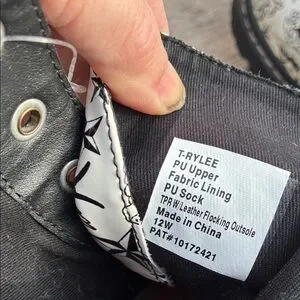 T-RYLEE
PU Upper
Fabric Lining
PU Sock
TPR W/Leather Flocking Outsole
Made in China
12W
PAT#10172421